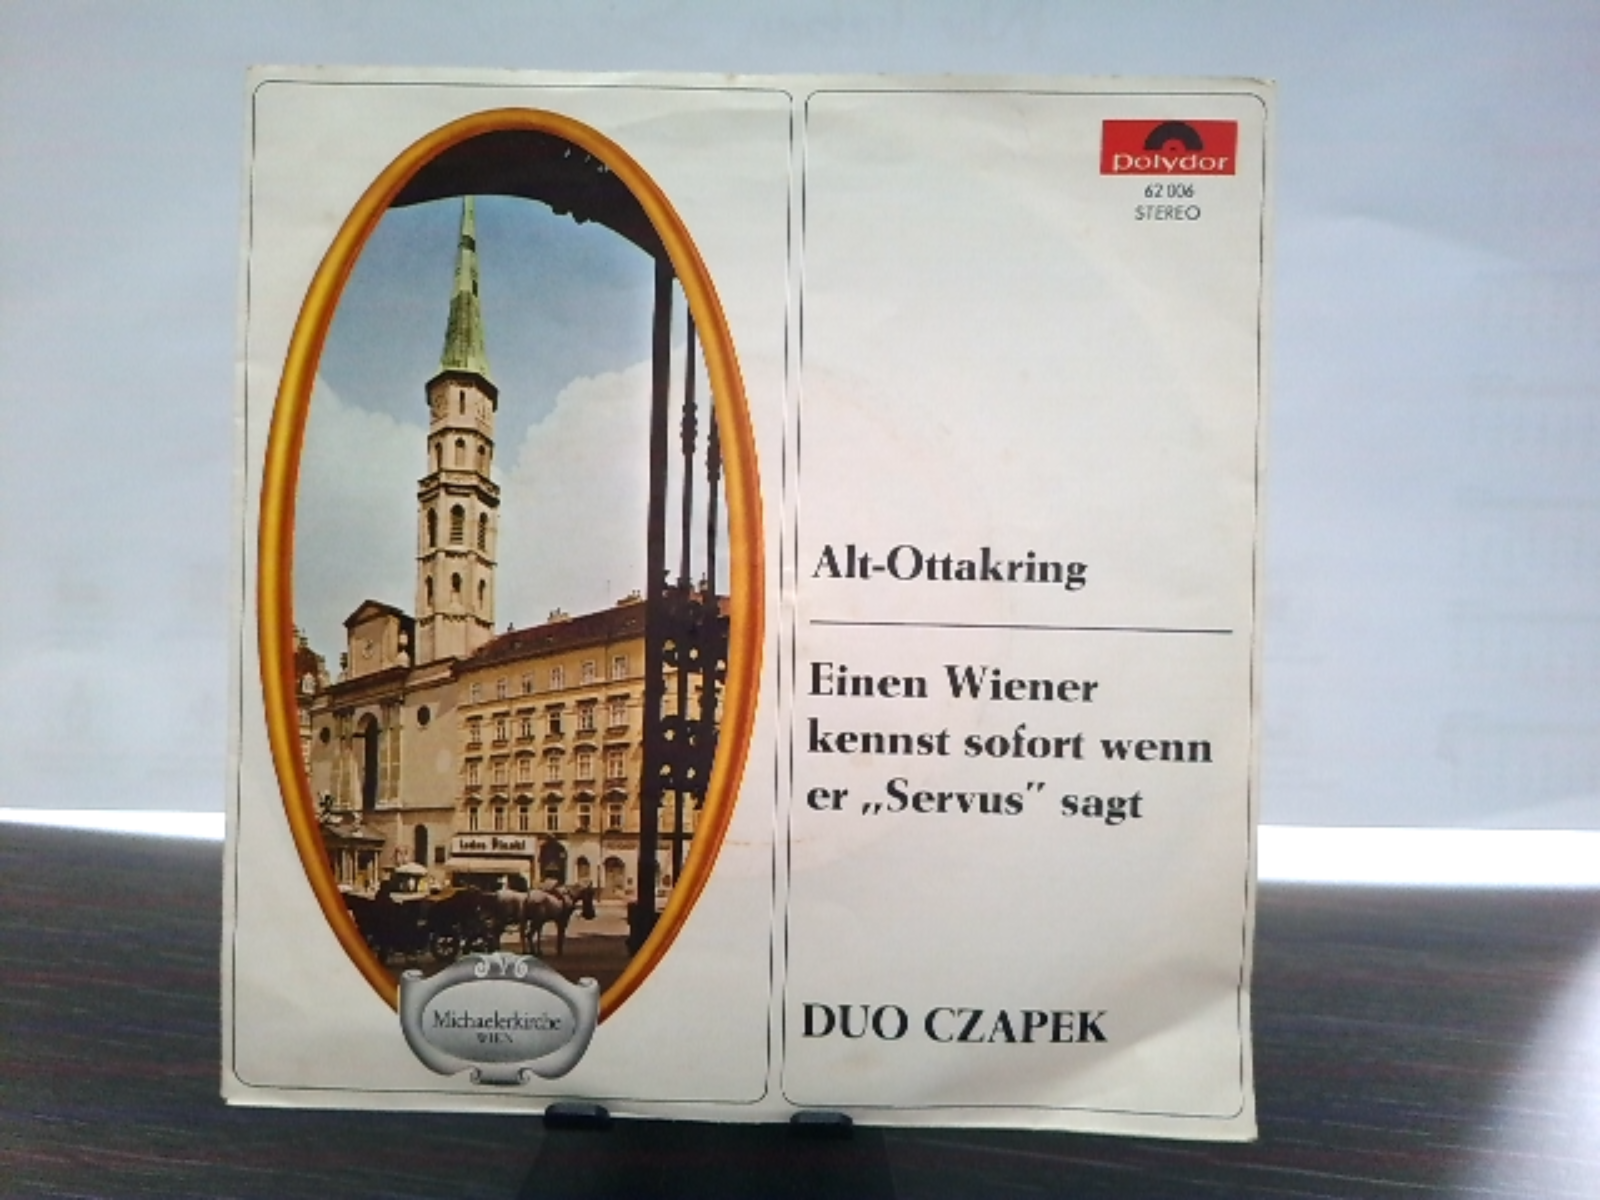 polydor
62 006
STEREO
Alt-Ottakring
Einen Wiener
kennst sofort wenn
er „Servus" sagt
DUO CZAPEK
Michaelerkirche
WIEN